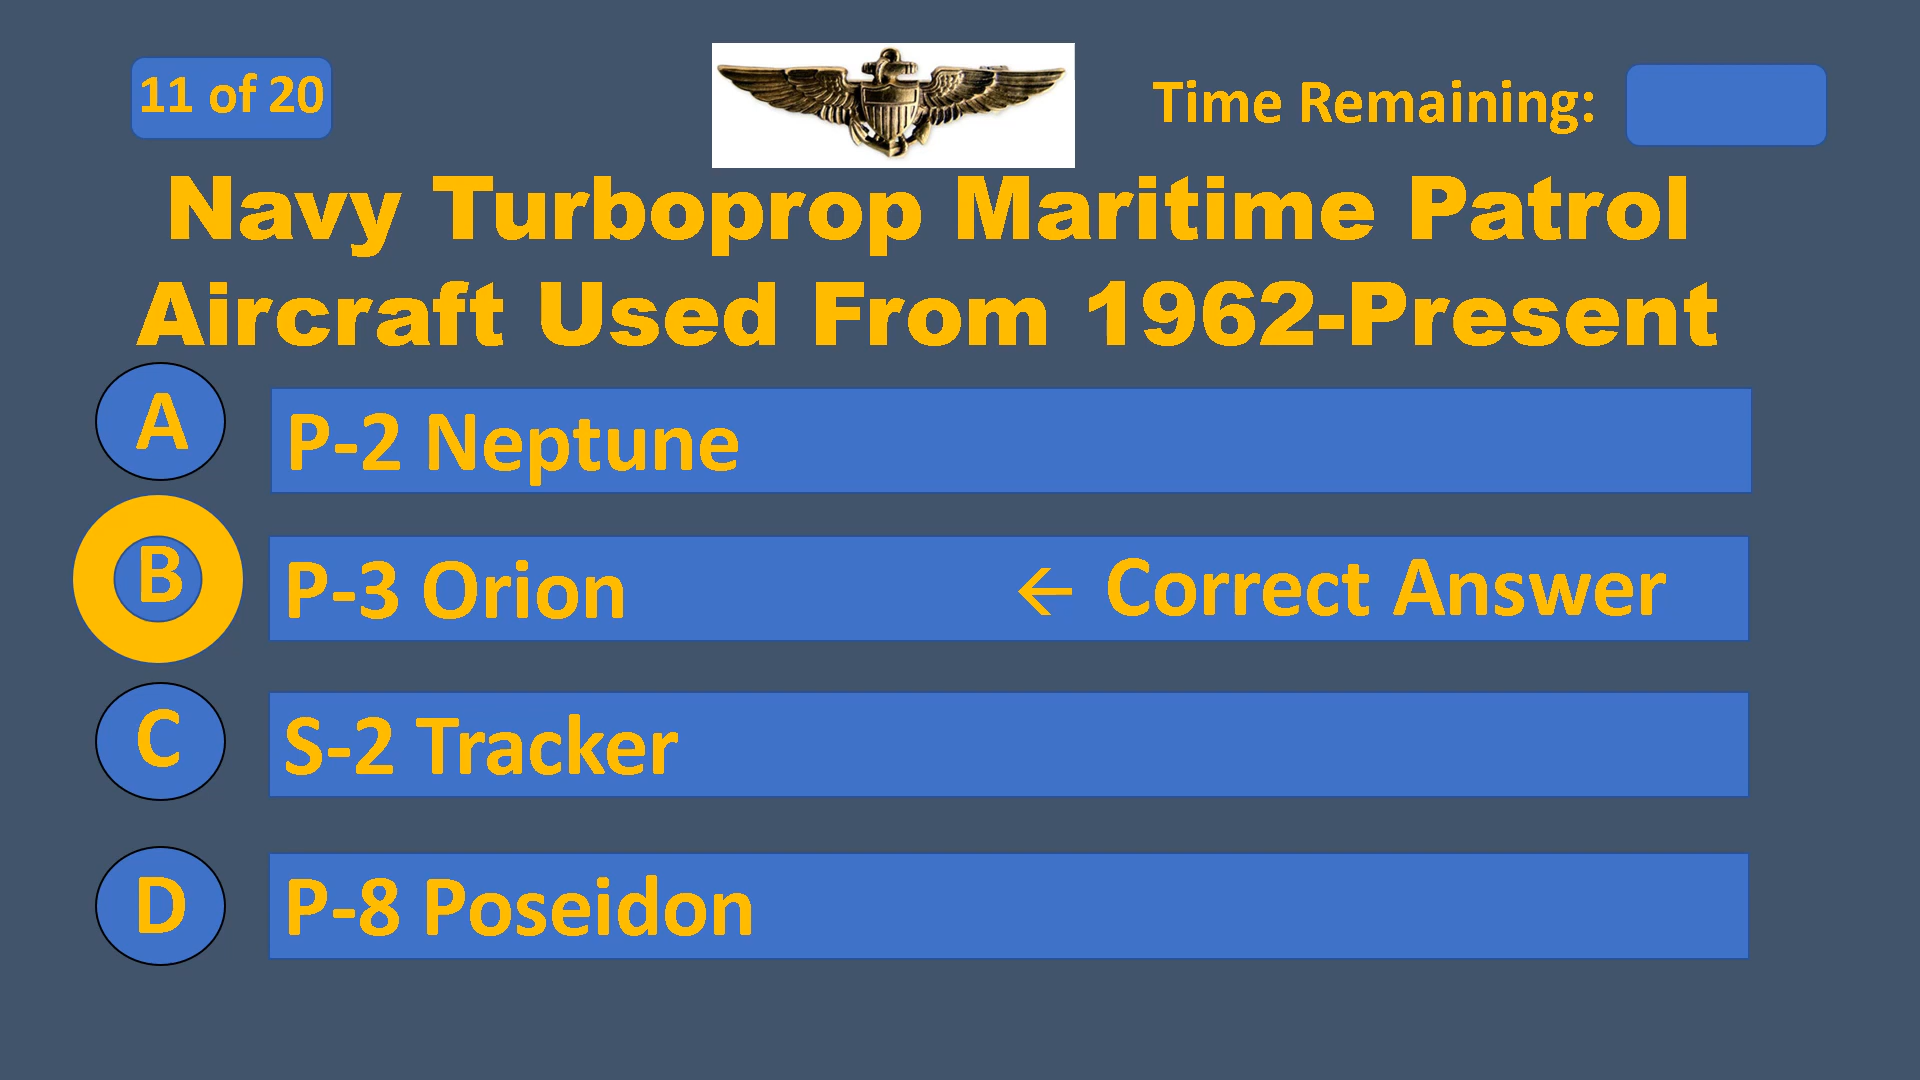 11 of 20
Time Remaining:
Navy Turboprop Maritime Patrol
Aircraft Used From 1962-Present
A P-2 Neptune
B P-3 Orion ← Correct Answer
C S-2 Tracker
D P-8 Poseidon